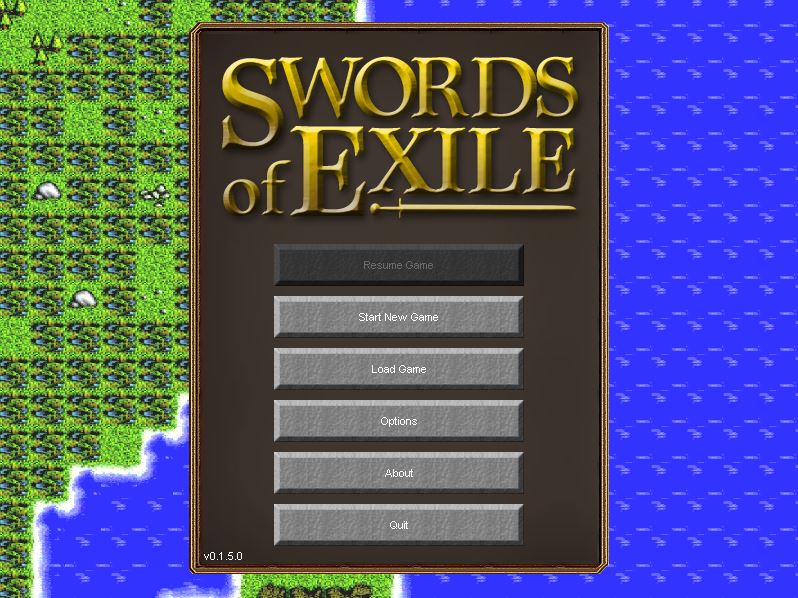 SWORDS
of EXILE
Resume Game
Start New Game
Load Game
Options
About
Quit
v0.1.5.0